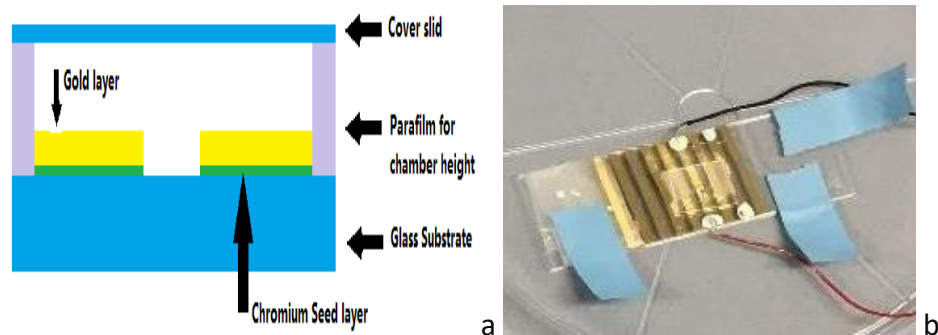 Cover slid
Gold layer
Parafilm for
chamber height
Glass Substrate
Chromium Seed layer
a
b